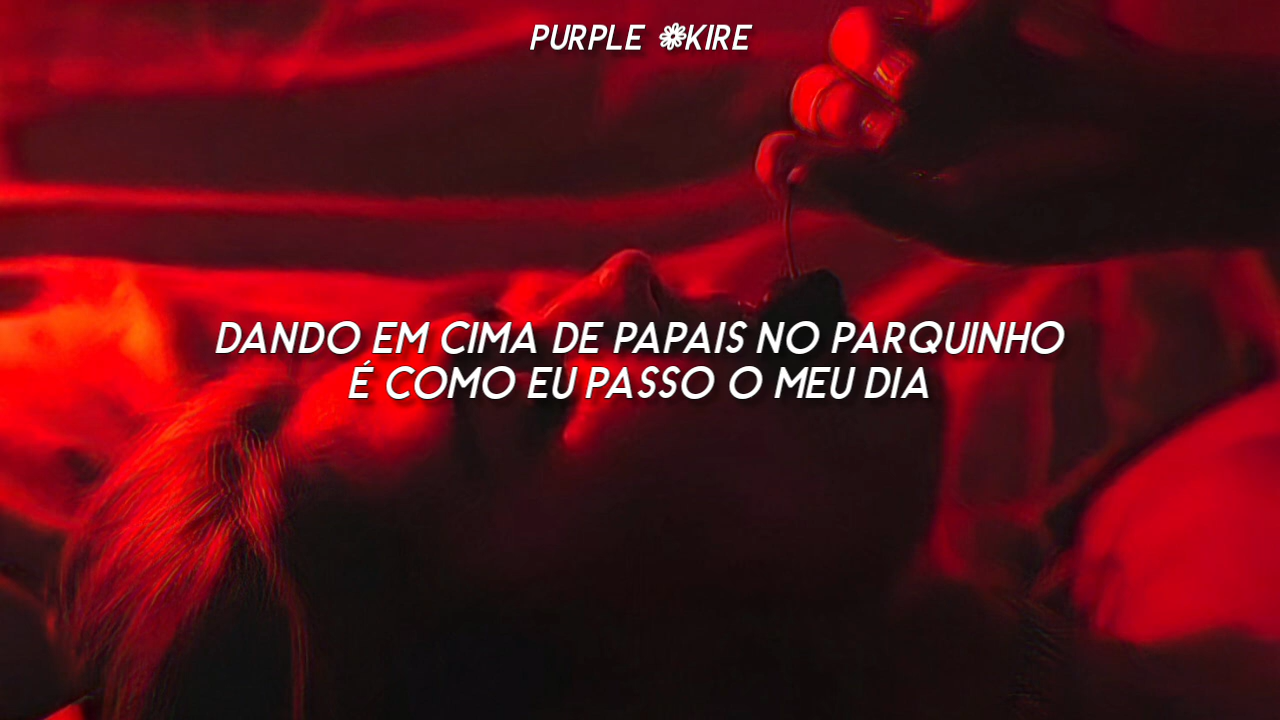 PURPLE ❁KIRE
DANDO EM CIMA DE PAPAIS NO PARQUINHO
É COMO EU PASSO O MEU DIA